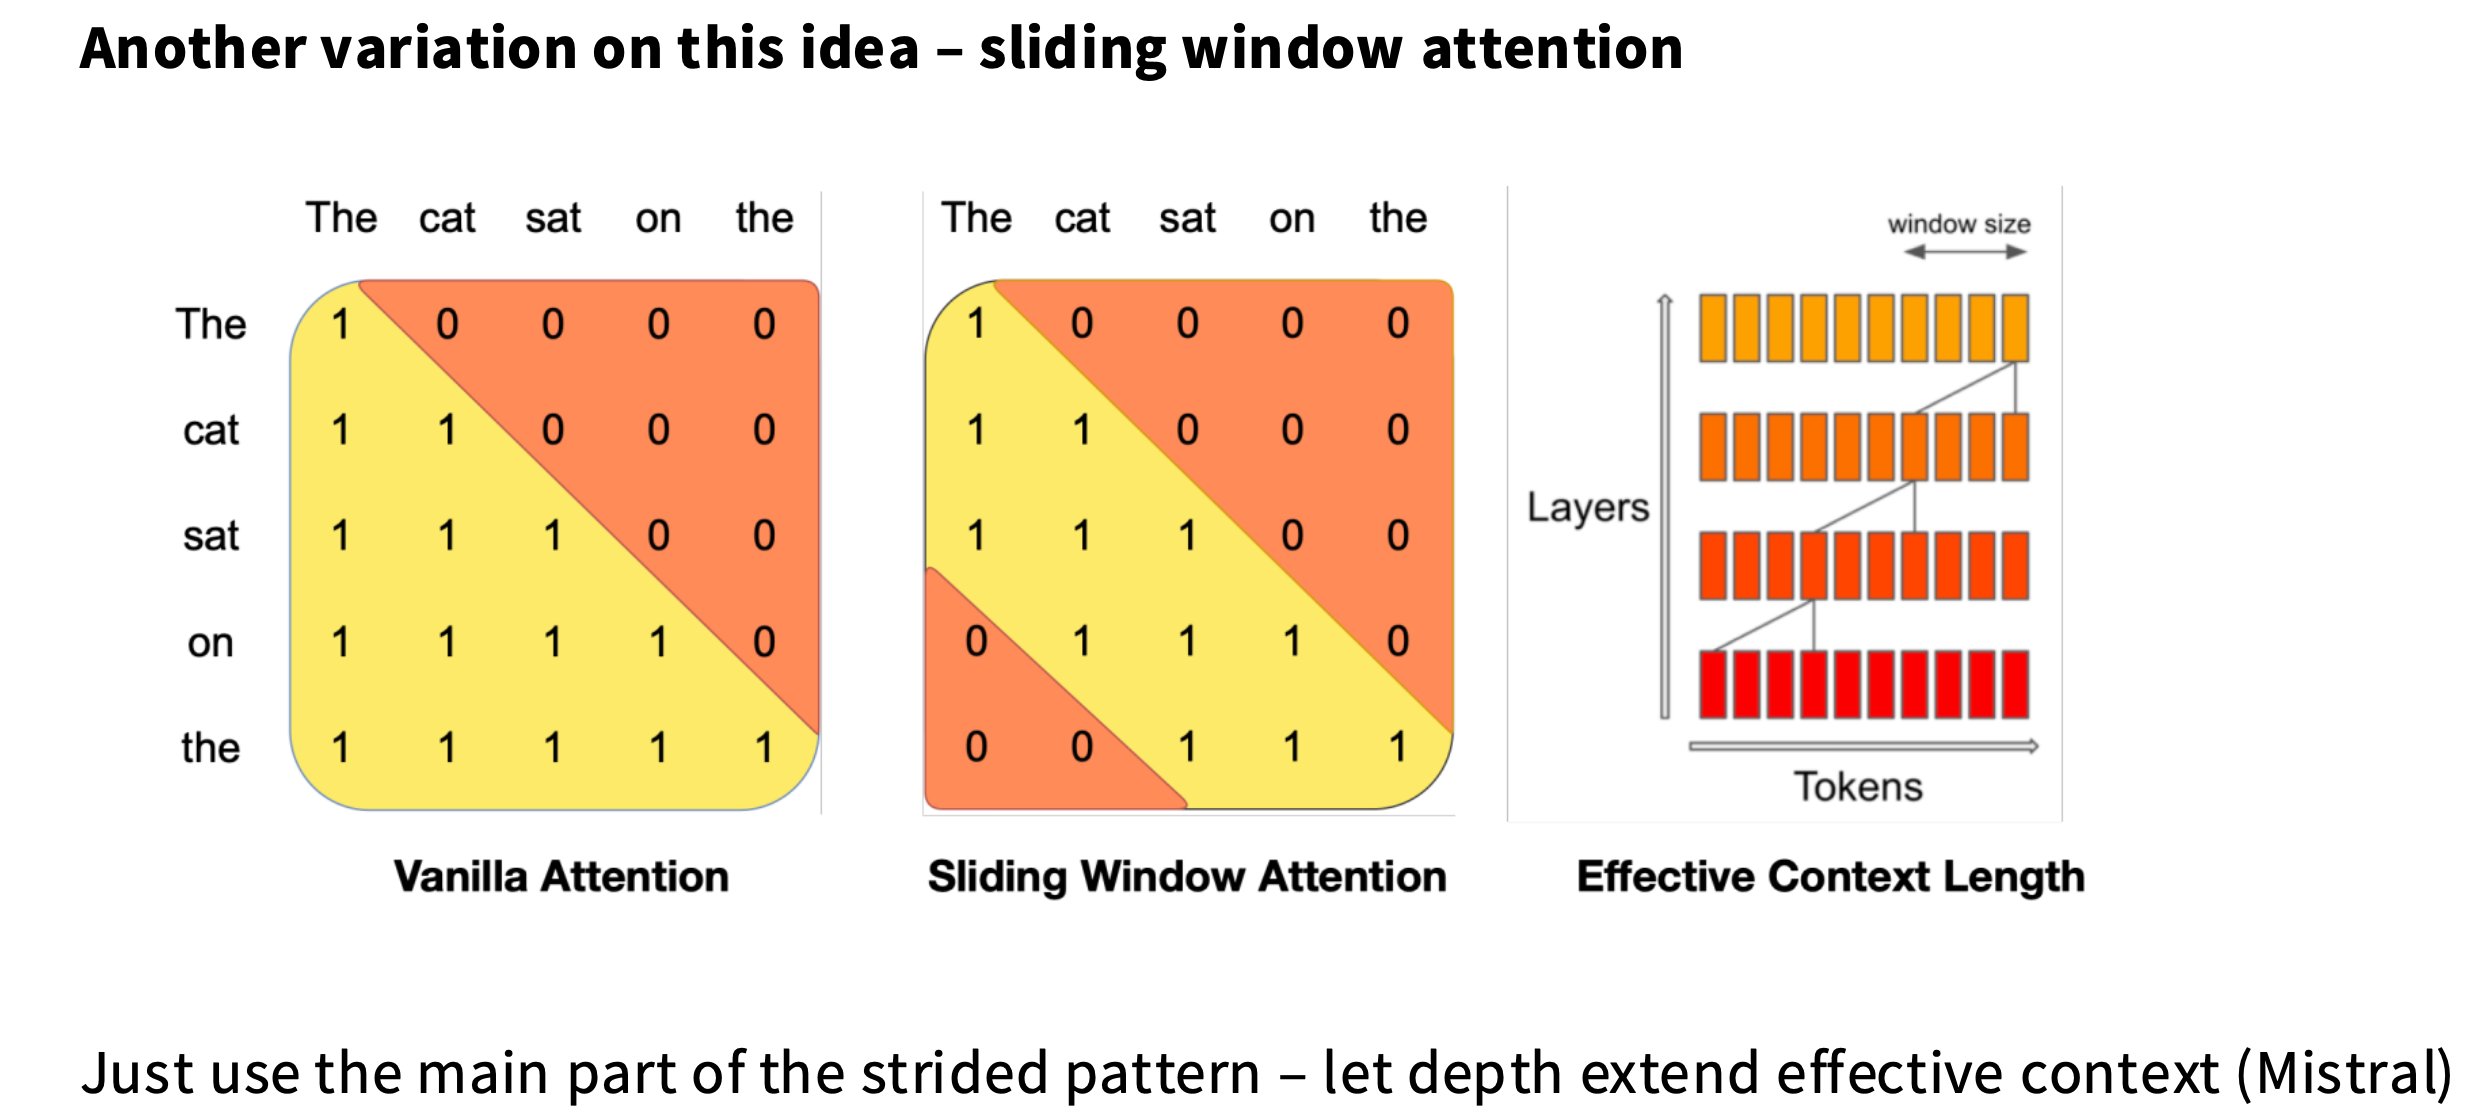 Another variation on this idea – sliding window attention
The cat sat on the
The 1 0 0 0 0
cat 1 1 0 0 0
sat 1 1 1 0 0
on 1 1 1 1 0
the 1 1 1 1 1
Vanilla Attention
The cat sat on the
1 0 0 0 0
1 1 0 0 0
1 1 1 0 0
0 1 1 1 0
0 0 1 1 1
Sliding Window Attention
window size
Layers
Tokens
Effective Context Length
Just use the main part of the strided pattern – let depth extend effective context (Mistral)